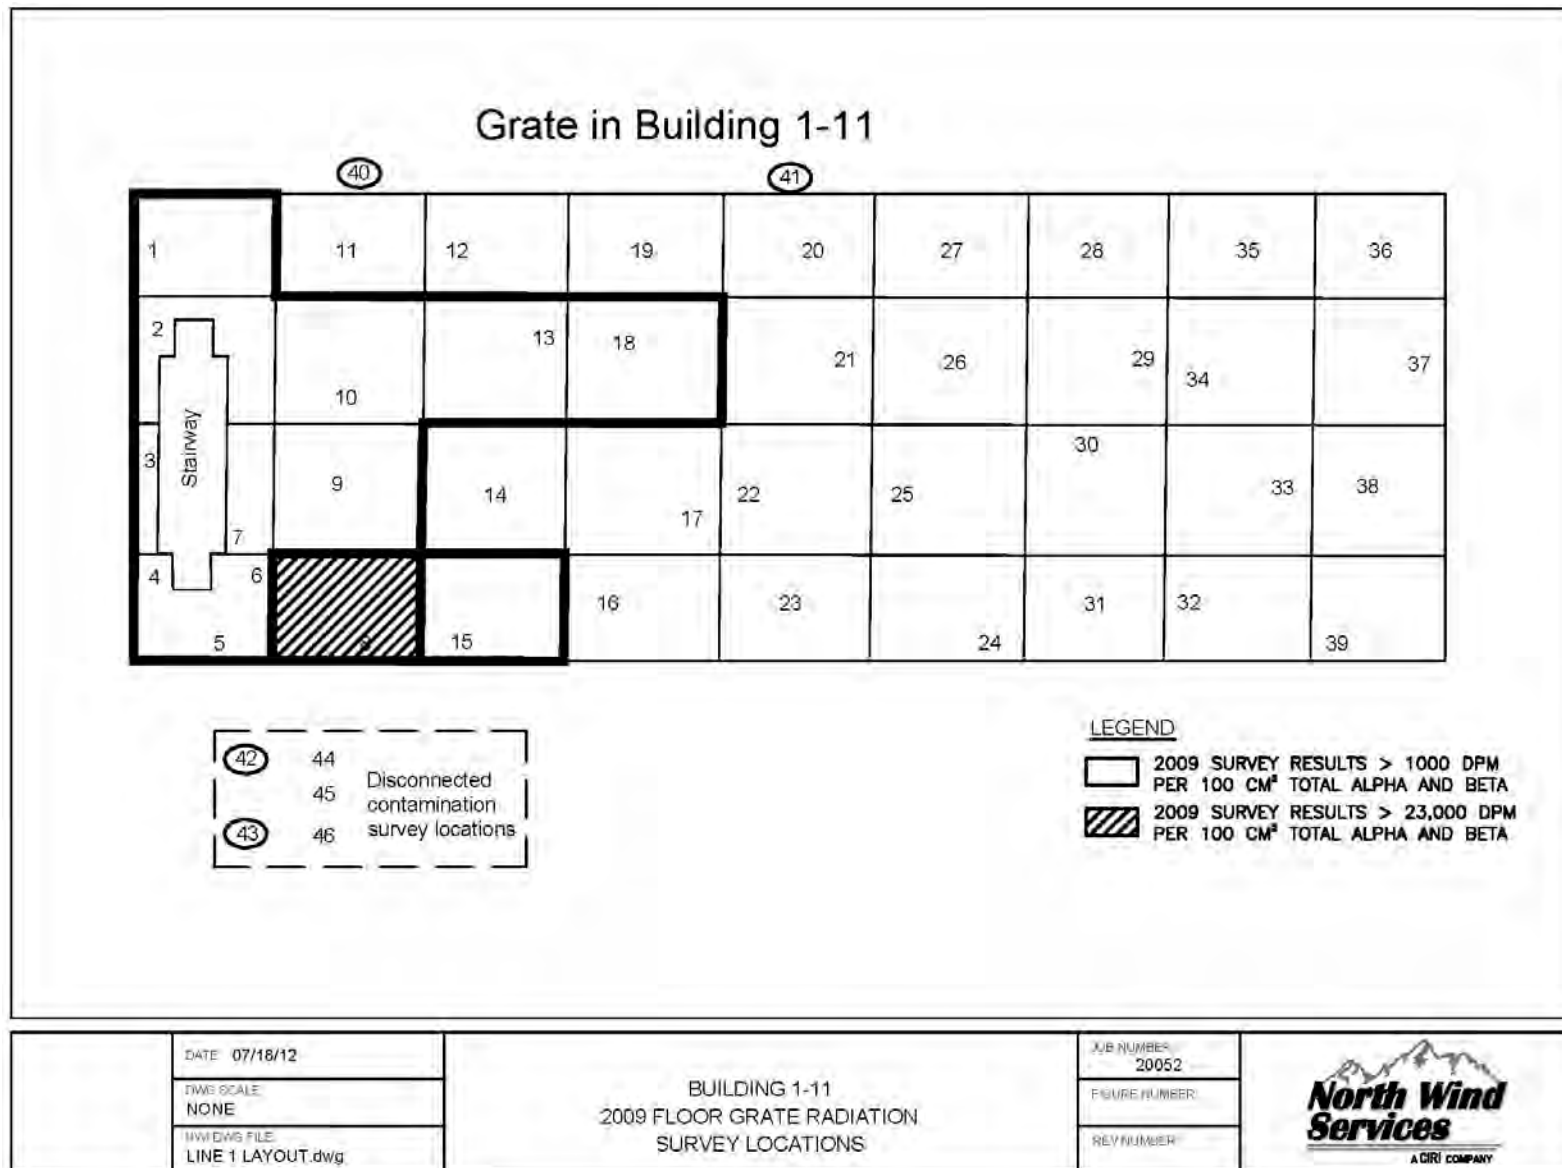 Grate in Building 1-11
40
41
1
11
12
19
20
27
28
35
36
2
13
18
21
26
29
34
37
10
Stairway
3
9
14
17
22
25
30
33
38
7
4
6
5
8
15
16
23
24
31
32
39
42
44
45
43
46
Disconnected
contamination
survey locations
LEGEND
2009 SURVEY RESULTS > 1000 DPM
PER 100 CM² TOTAL ALPHA AND BETA
2009 SURVEY RESULTS > 23,000 DPM
PER 100 CM² TOTAL ALPHA AND BETA
DATE 07/18/12
DWG SCALE
NONE
NWI DWG FILE
LINE 1 LAYOUT.dwg
BUILDING 1-11
2009 FLOOR GRATE RADIATION
SURVEY LOCATIONS
JOB NUMBER
20052
FIGURE NUMBER
REV NUMBER
North Wind
Services
A CIRI COMPANY